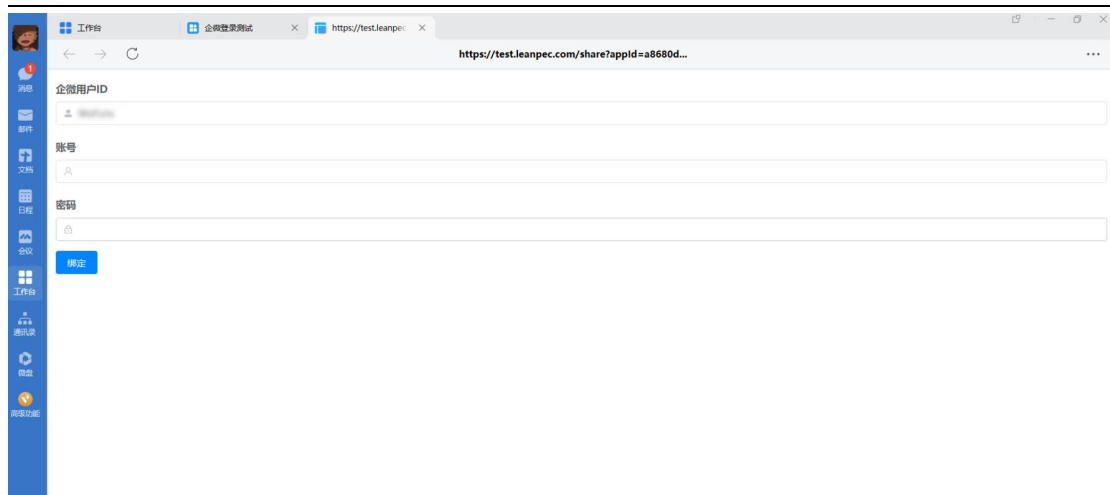 工作台
企微登录测试
https://test.leanpec
https://test.leanpec.com/share?appId=a8680d...
1
消息
邮件
文档
日程
会议
工作台
通讯录
微盘
高级功能
企微用户ID
账号
密码
绑定